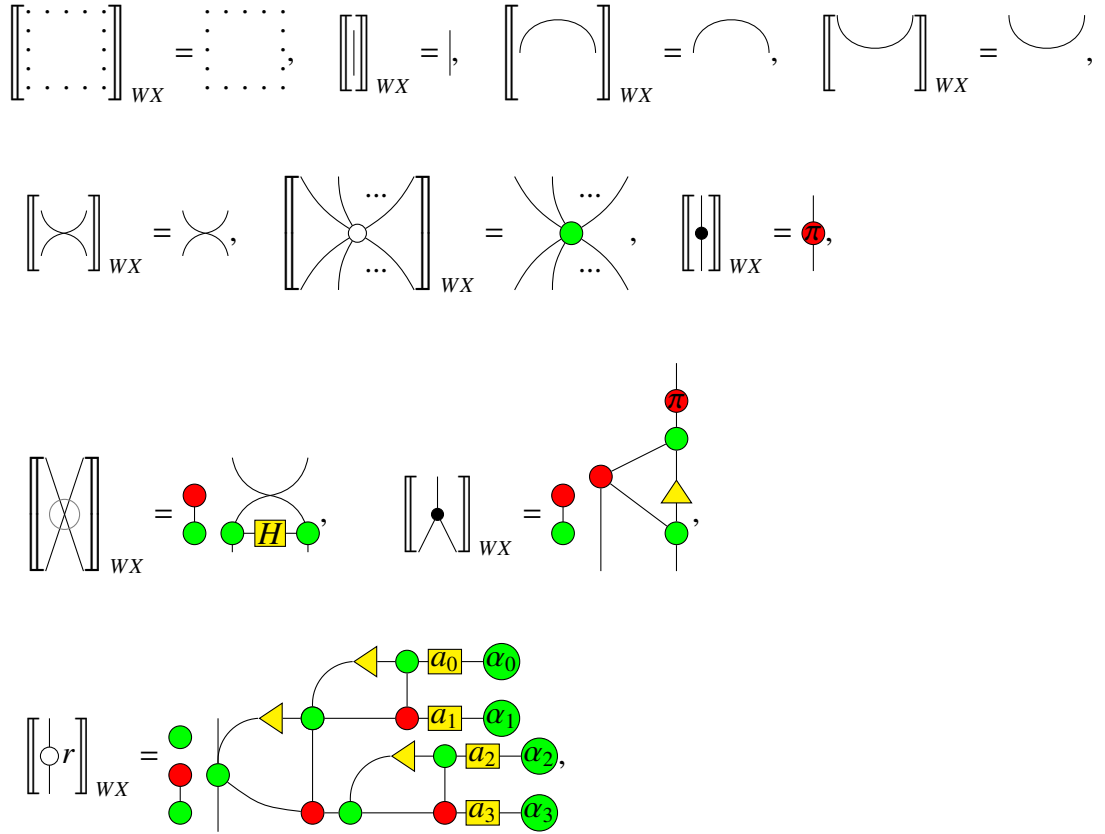 ⟦ ⟧WX = , ⟦ ⟧WX = , ⟦ ⟧WX = , ⟦ ⟧WX = ,
⟦ ⟧WX = , ⟦ ... ... ⟧WX = ... ... , ⟦ ⟧WX = π,
⟦ ⟧WX = H , ⟦ ⟧WX = π ,
⟦ r ⟧WX = a0 α0 a1 α1 a2 α2 a3 α3 ,